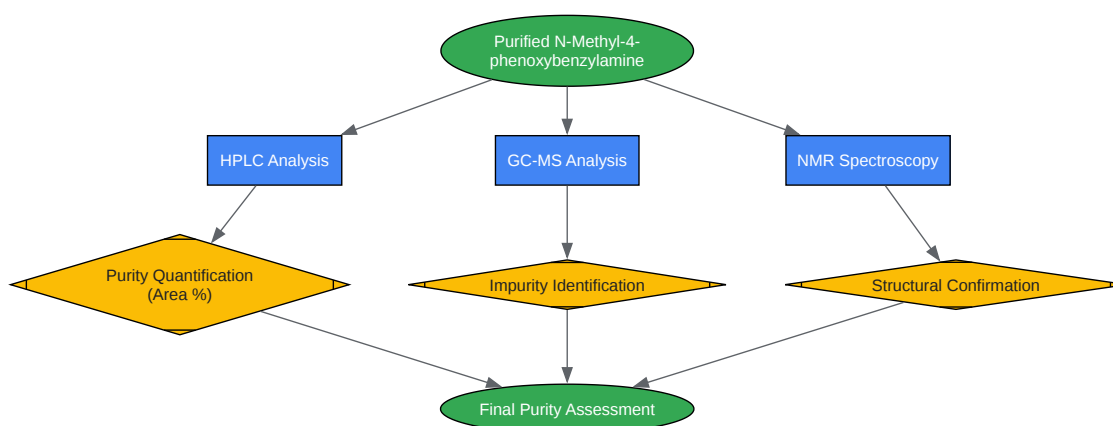 Purified N-Methyl-4-
phenoxybenzylamine
HPLC Analysis
GC-MS Analysis
NMR Spectroscopy
Purity Quantification
(Area %)
Impurity Identification
Structural Confirmation
Final Purity Assessment